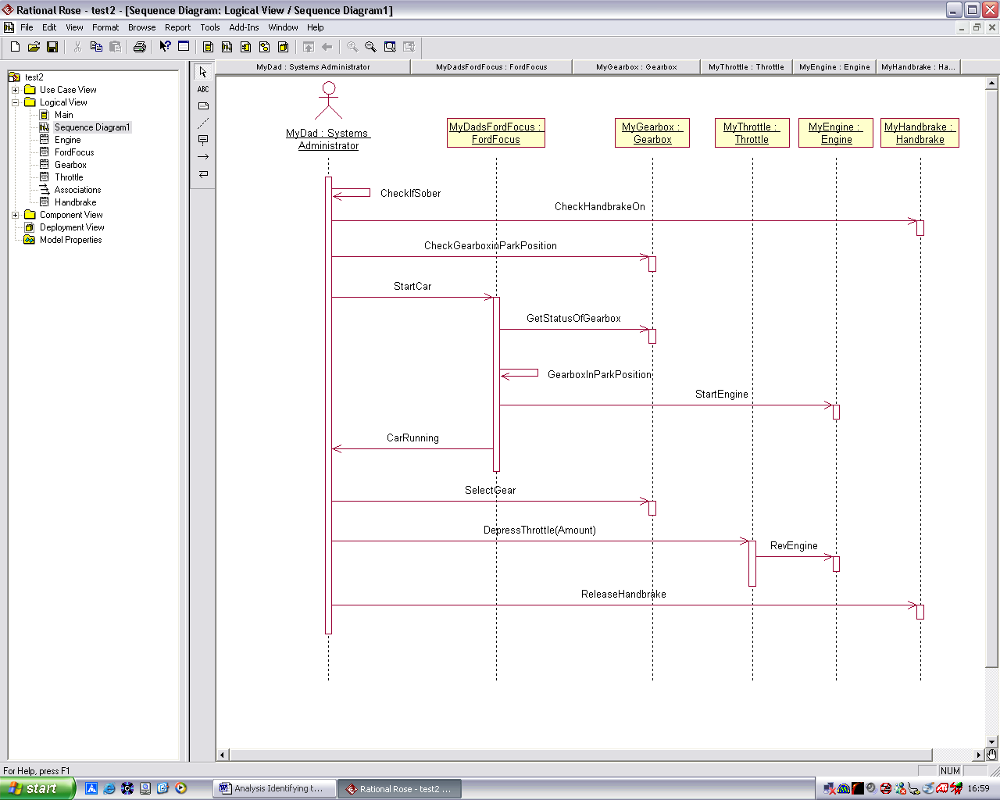 Rational Rose - test2 - [Sequence Diagram: Logical View / Sequence Diagram1]
File Edit View Format Browse Report Tools Add-Ins Window Help
MyDad : Systems Administrator
MyDadsFordFocus : FordFocus
MyGearbox : Gearbox
MyThrottle : Throttle
MyEngine : Engine
MyHandbrake : Ha...
test2
Use Case View
Logical View
Main
Sequence Diagram1
Engine
FordFocus
Gearbox
Throttle
Associations
Handbrake
Component View
Deployment View
Model Properties
ABC
MyDad : Systems
Administrator
MyDadsFordFocus :
FordFocus
MyGearbox :
Gearbox
MyThrottle :
Throttle
MyEngine :
Engine
MyHandbrake :
Handbrake
CheckIfSober
CheckHandbrakeOn
CheckGearboxinParkPosition
StartCar
GetStatusOfGearbox
GearboxInParkPosition
StartEngine
CarRunning
SelectGear
DepressThrottle(Amount)
RevEngine
ReleaseHandbrake
For Help, press F1
NUM
start
Analysis Identifying t...
Rational Rose - test2 ...
16:59